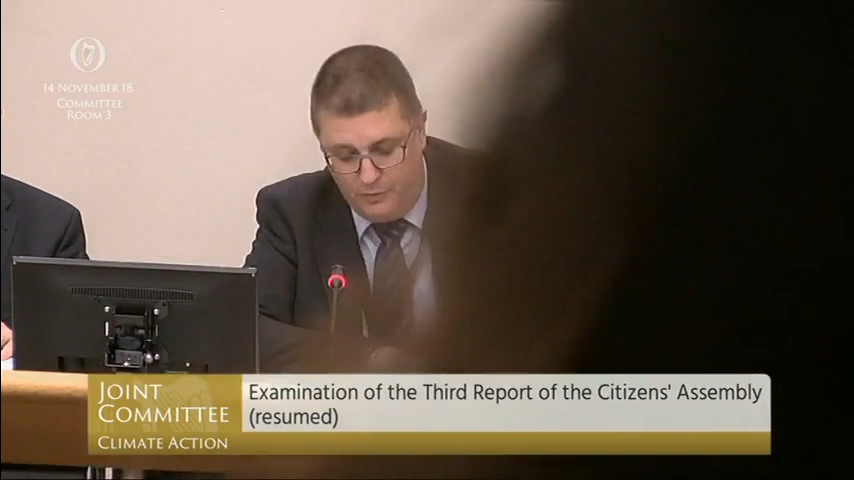 14 November 18
Committee
Room 3
Joint
Committee
Climate Action
Examination of the Third Report of the Citizens' Assembly
(resumed)